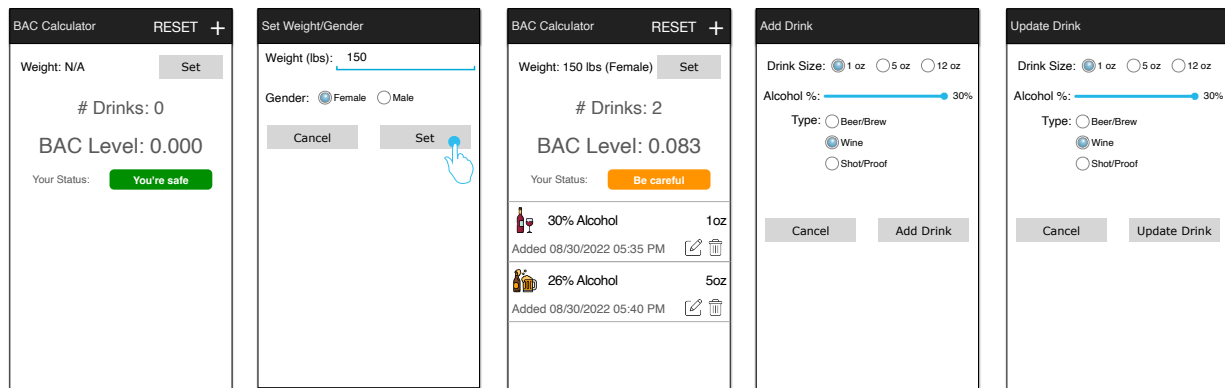 BAC Calculator RESET +
Weight: N/A Set
# Drinks: 0
BAC Level: 0.000
Your Status: You're safe
Set Weight/Gender
Weight (lbs): 150
Gender: Female Male
Cancel Set
BAC Calculator RESET +
Weight: 150 lbs (Female) Set
# Drinks: 2
BAC Level: 0.083
Your Status: Be careful
30% Alcohol 1oz
Added 08/30/2022 05:35 PM
26% Alcohol 5oz
Added 08/30/2022 05:40 PM
Add Drink
Drink Size: 1 oz 5 oz 12 oz
Alcohol %: 30%
Type: Beer/Brew
Wine
Shot/Proof
Cancel Add Drink
Update Drink
Drink Size: 1 oz 5 oz 12 oz
Alcohol %: 30%
Type: Beer/Brew
Wine
Shot/Proof
Cancel Update Drink